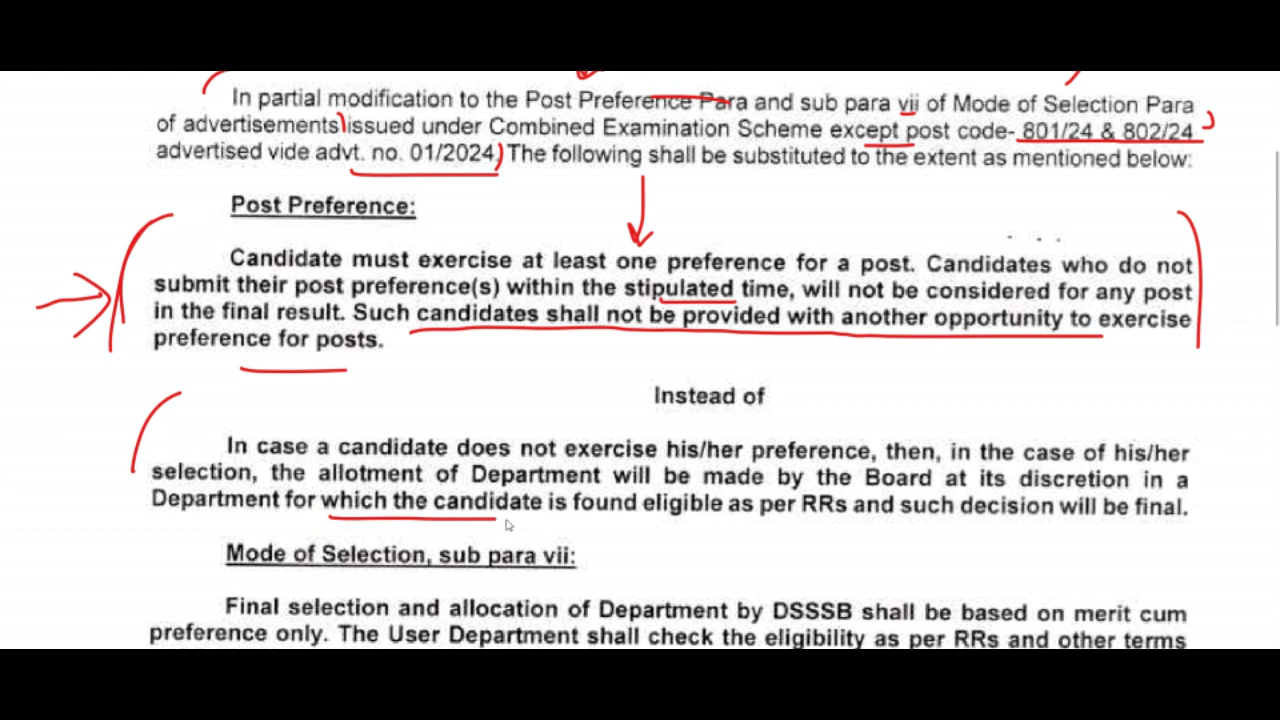 In partial modification to the Post Preference Para and sub para vii of Mode of Selection Para
of advertisements issued under Combined Examination Scheme except post code- 801/24 & 802/24
advertised vide advt. no. 01/2024. The following shall be substituted to the extent as mentioned below:
Post Preference:
Candidate must exercise at least one preference for a post. Candidates who do not
submit their post preference(s) within the stipulated time, will not be considered for any post
in the final result. Such candidates shall not be provided with another opportunity to exercise
preference for posts.
Instead of
In case a candidate does not exercise his/her preference, then, in the case of his/her
selection, the allotment of Department will be made by the Board at its discretion in a
Department for which the candidate is found eligible as per RRs and such decision will be final.
Mode of Selection, sub para vii:
Final selection and allocation of Department by DSSSB shall be based on merit cum
preference only. The User Department shall check the eligibility as per RRs and other terms